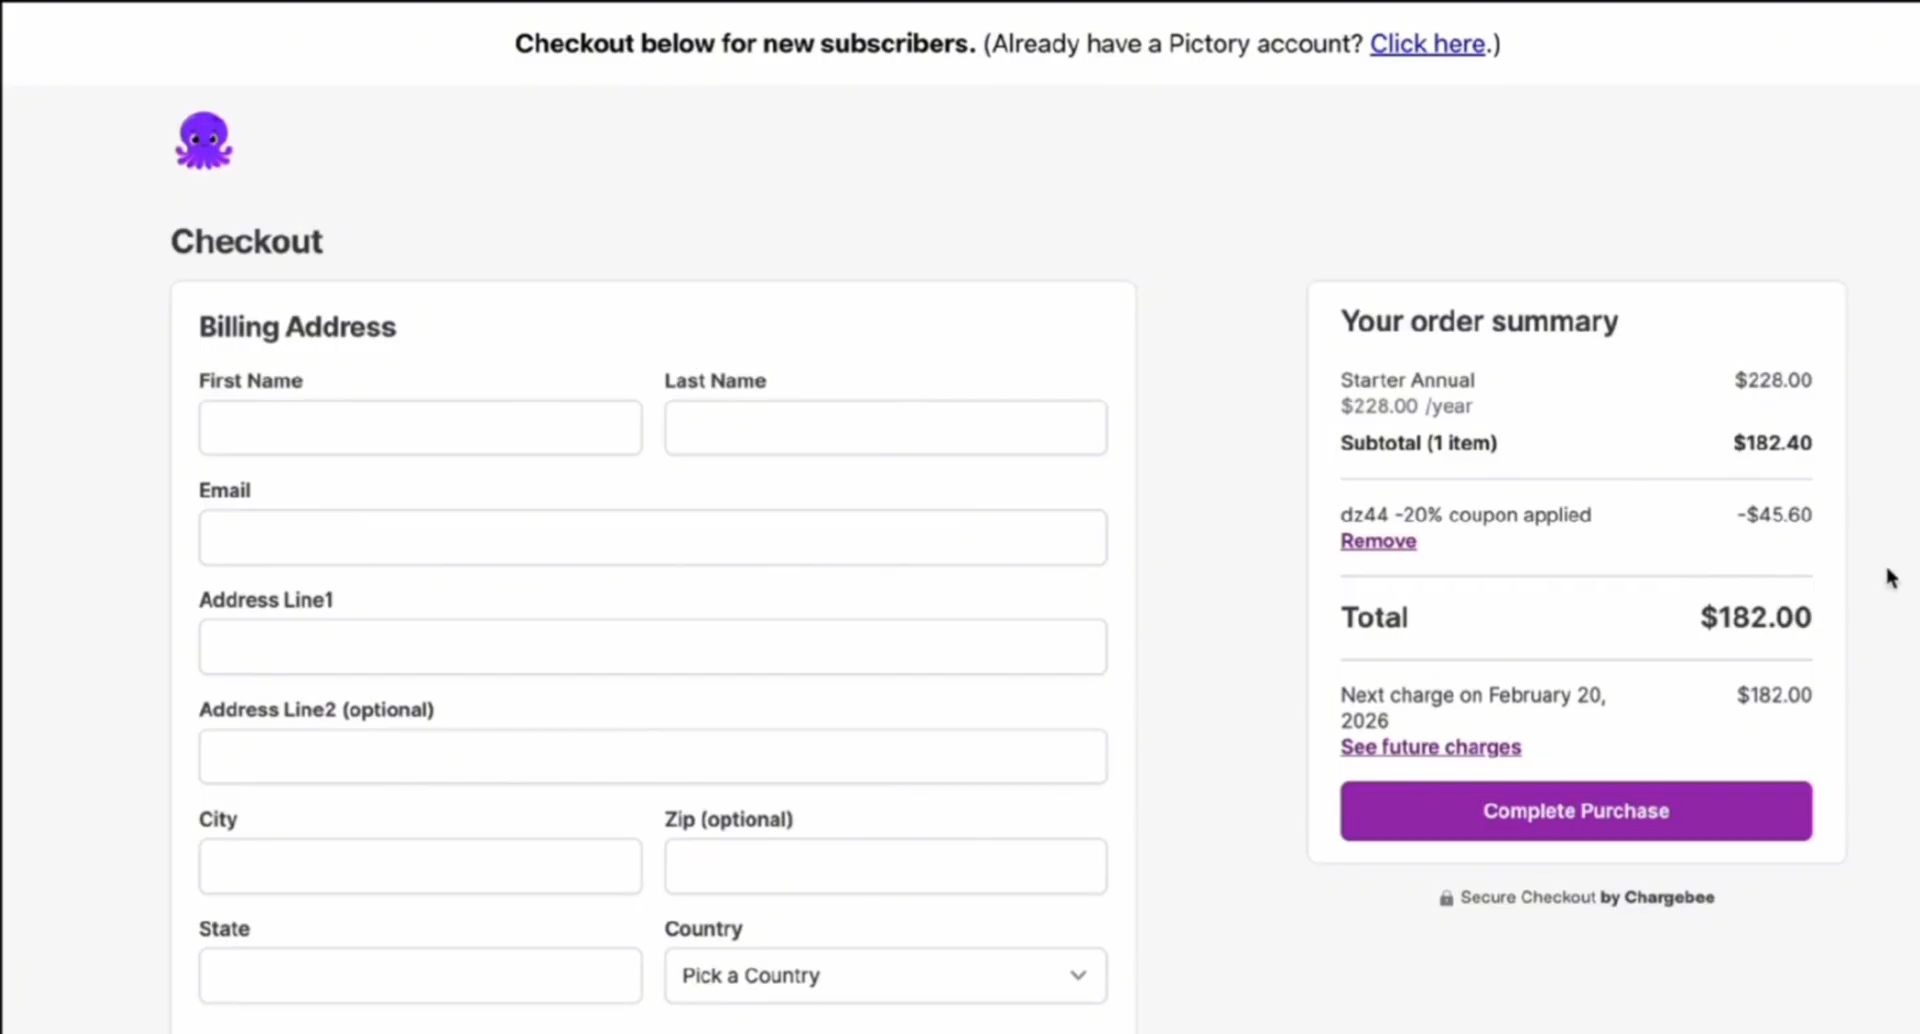 Checkout below for new subscribers. (Already have a Pictory account? Click here.)
Checkout
Billing Address
First Name
Last Name
Email
Address Line1
Address Line2 (optional)
City
Zip (optional)
State
Country
Pick a Country
Your order summary
Starter Annual $228.00
$228.00 /year
Subtotal (1 item) $182.40
dz44 -20% coupon applied -$45.60
Remove
Total $182.00
Next charge on February 20, $182.00
2026
See future charges
Complete Purchase
Secure Checkout by Chargebee